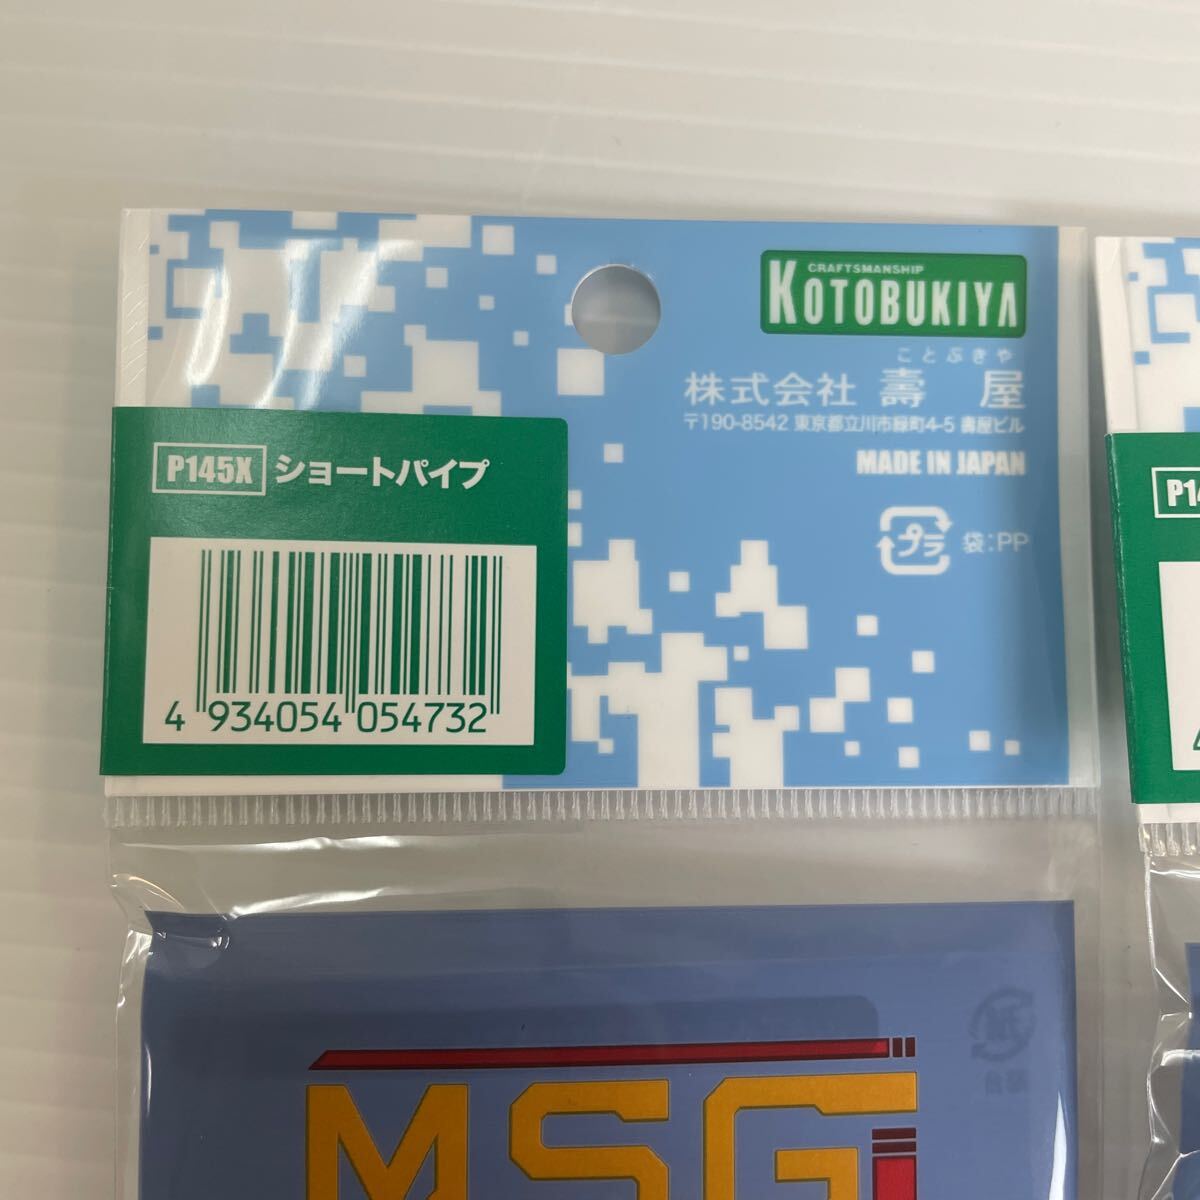 CRAFTSMANSHIP
KOTOBUKIYA
ことぶきや
株式会社 壽屋
〒190-8542 東京都立川市緑町4-5 壽屋ビル
MADE IN JAPAN
プラ 袋:PP
P145X ショートパイプ
4 934054 054732
P14
4
MSG